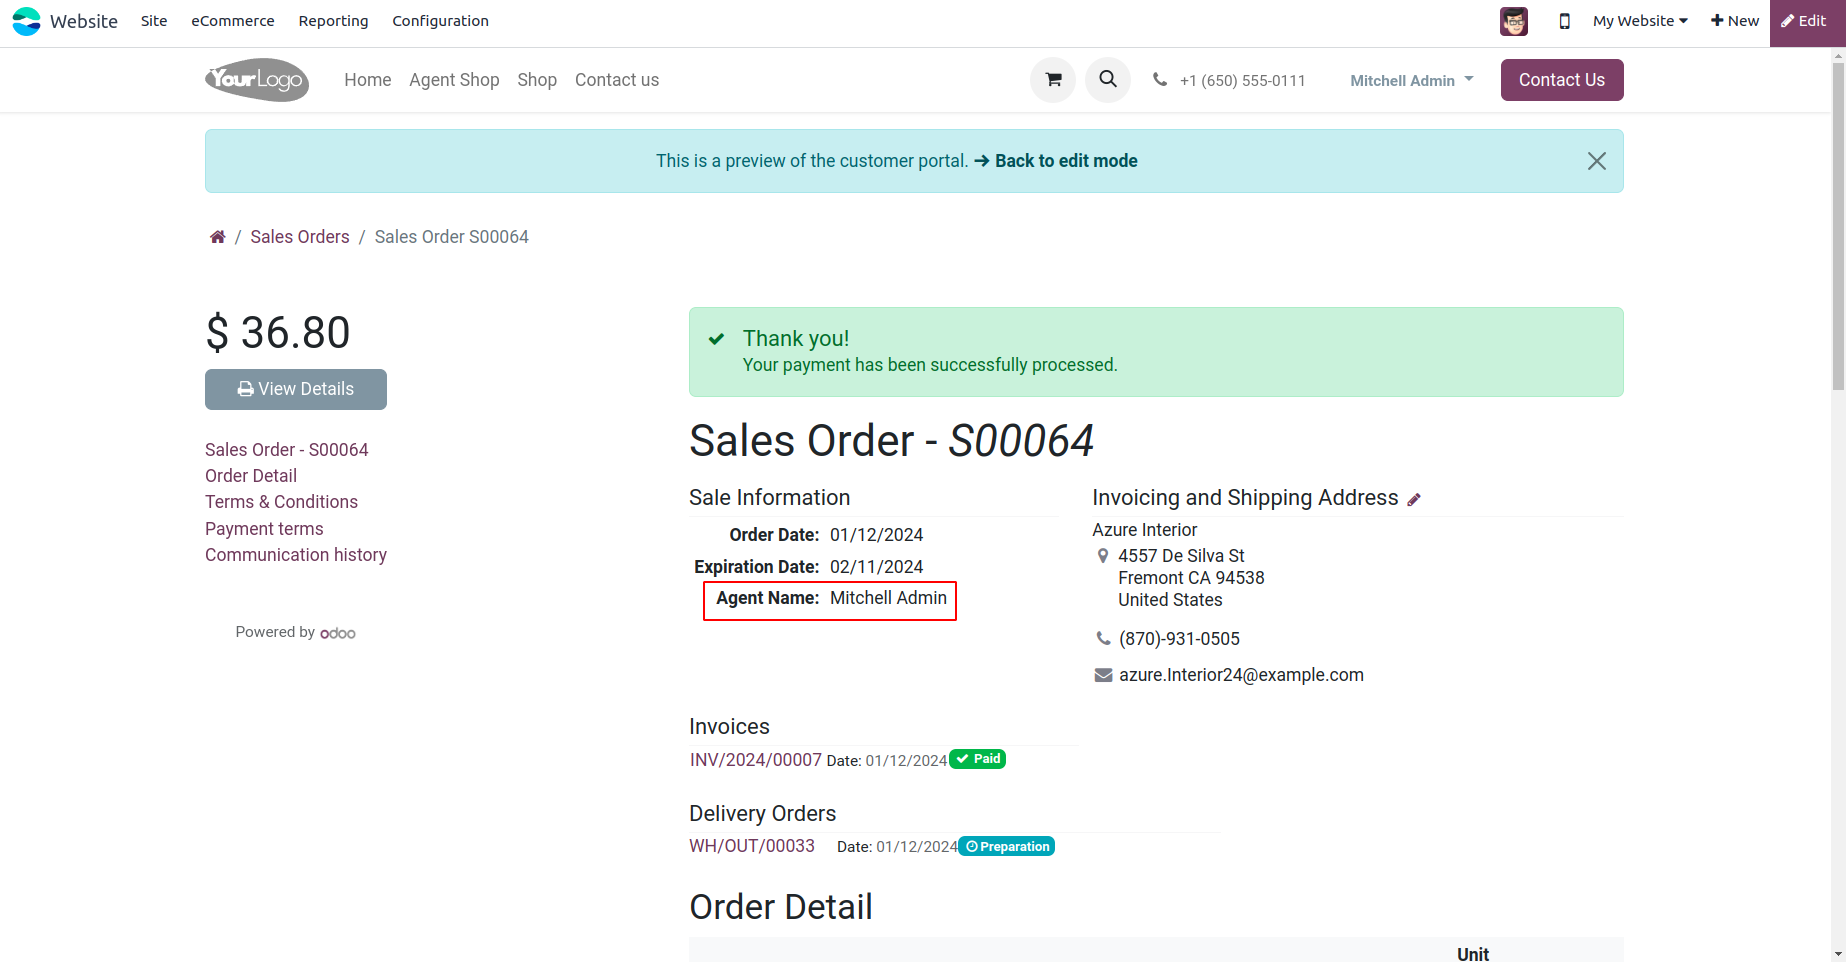 Website Site eCommerce Reporting Configuration My Website New Edit
YourLogo Home Agent Shop Shop Contact us +1 (650) 555-0111 Mitchell Admin Contact Us
This is a preview of the customer portal. Back to edit mode
/ Sales Orders / Sales Order S00064
$ 36.80
View Details
Sales Order - S00064
Order Detail
Terms & Conditions
Payment terms
Communication history
Powered by odoo
Thank you!
Your payment has been successfully processed.
Sales Order - S00064
Sale Information
Order Date: 01/12/2024
Expiration Date: 02/11/2024
Agent Name: Mitchell Admin
Invoicing and Shipping Address
Azure Interior
4557 De Silva St
Fremont CA 94538
United States
(870)-931-0505
azure.Interior24@example.com
Invoices
INV/2024/00007 Date: 01/12/2024 Paid
Delivery Orders
WH/OUT/00033 Date: 01/12/2024 Preparation
Order Detail
Unit